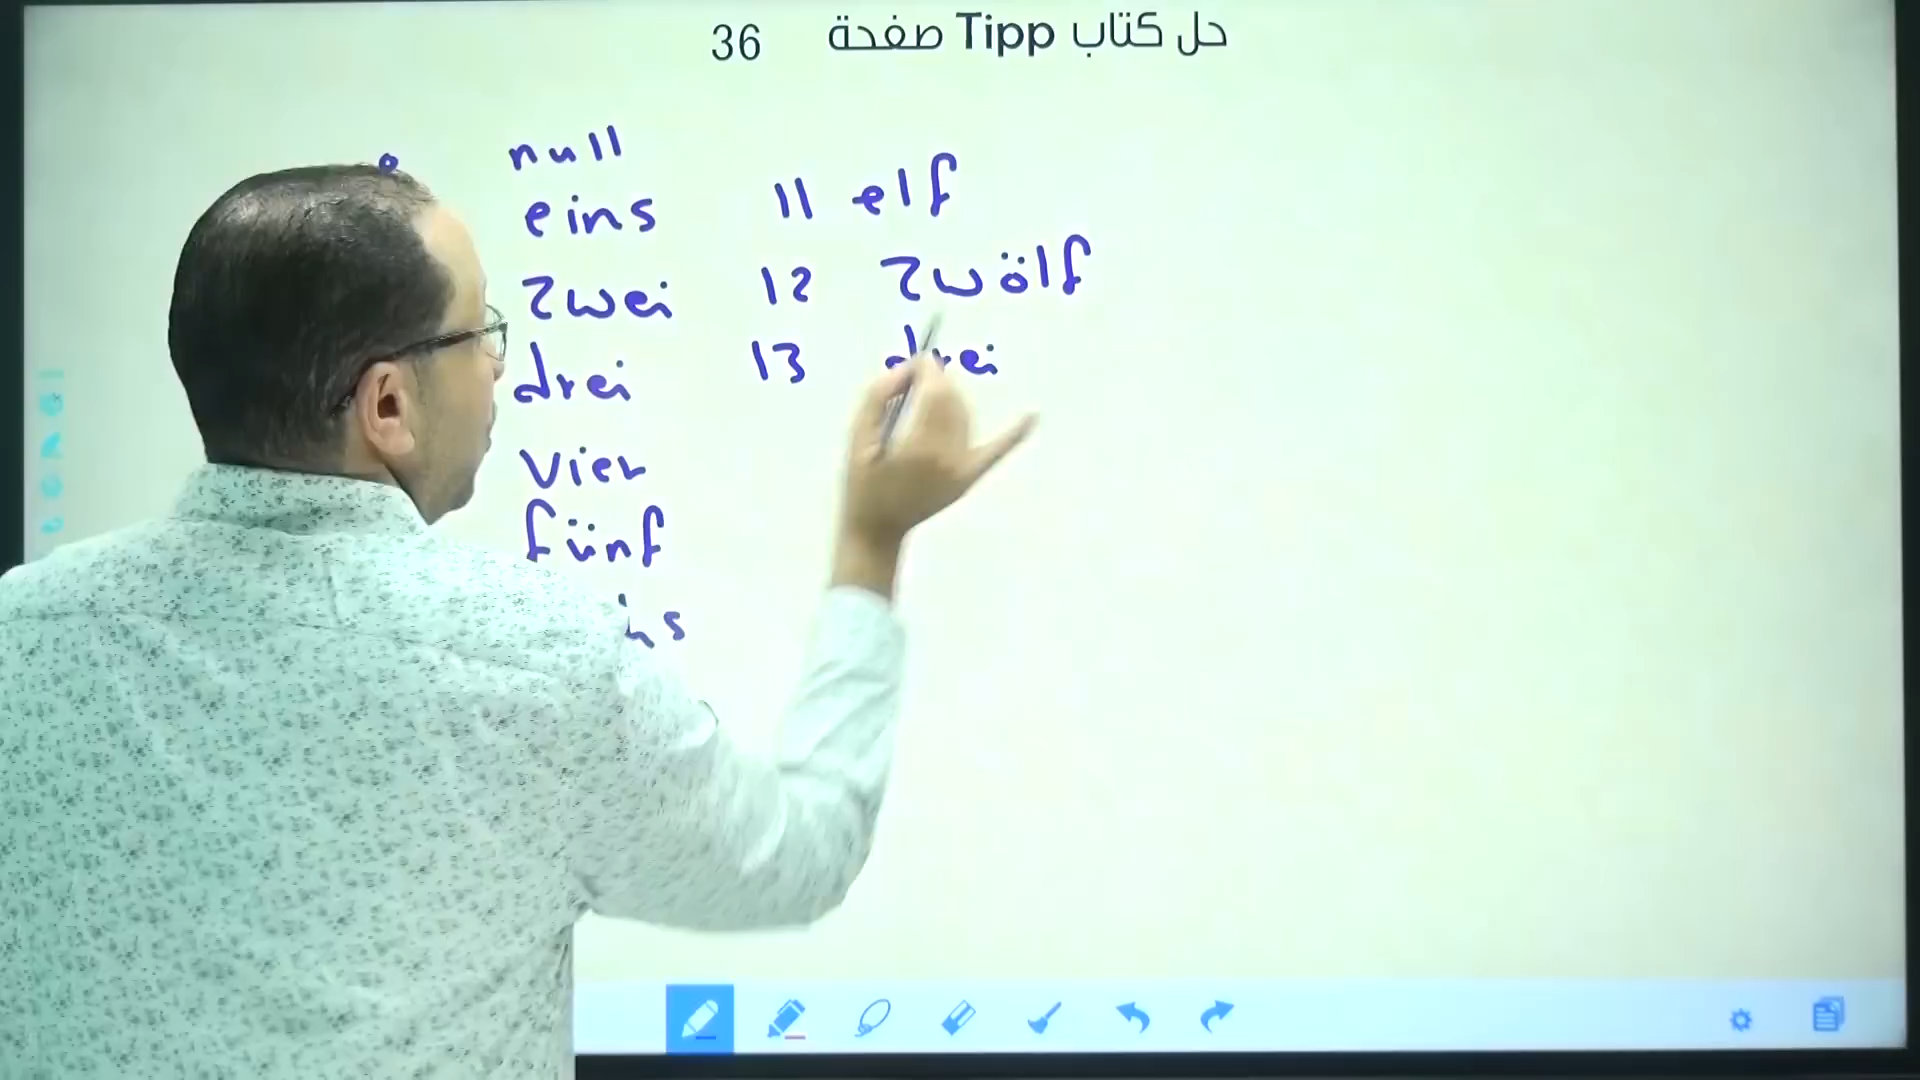 حل كتاب Tipp صفحة 36
null
eins 11 elf
zwei 12 zwölf
drei 13 drei
vier
fünf